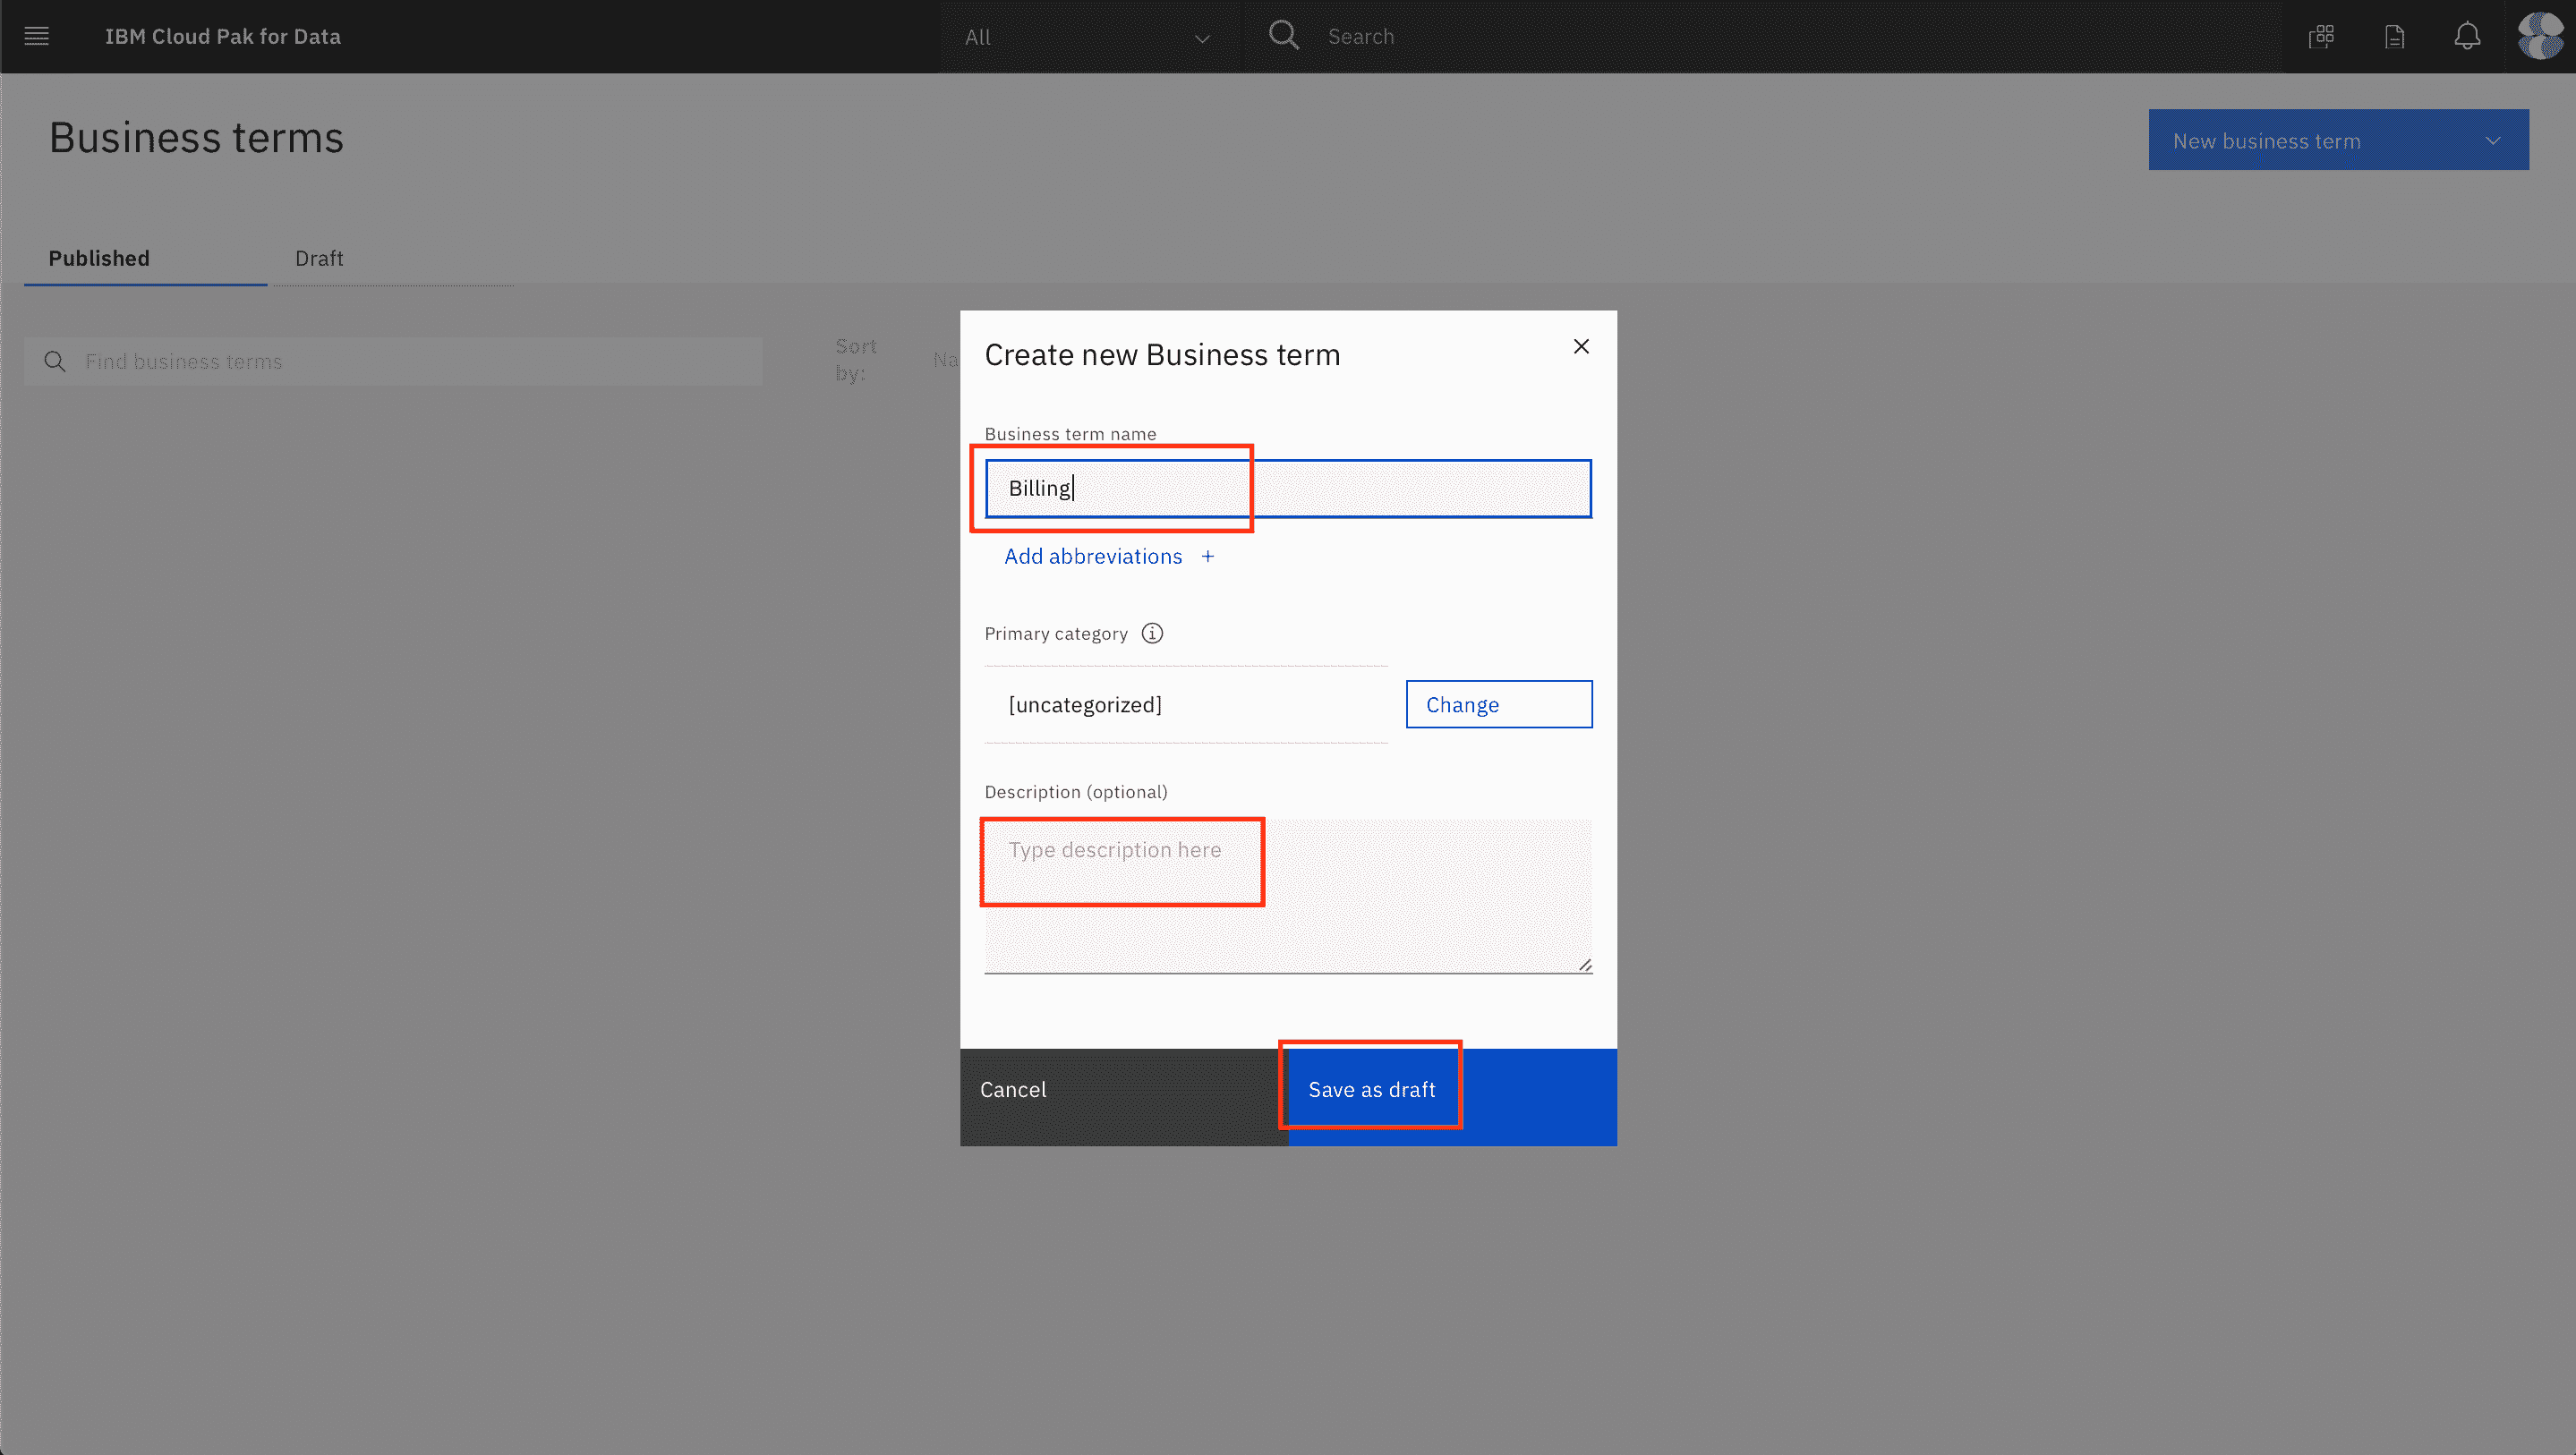 IBM Cloud Pak for Data
All
Search
Business terms
New business term
Published
Draft
Find business terms
Sort by:
Na
Create new Business term
Business term name
Billing
Add abbreviations +
Primary category
[uncategorized]
Change
Description (optional)
Type description here
Cancel
Save as draft